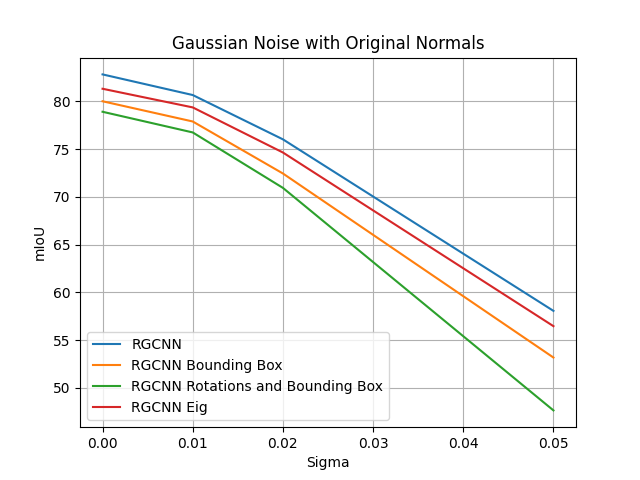 Gaussian Noise with Original Normals
mIoU
80
75
70
65
60
55
50
RGCNN
RGCNN Bounding Box
RGCNN Rotations and Bounding Box
RGCNN Eig
0.00 0.01 0.02 0.03 0.04 0.05
Sigma